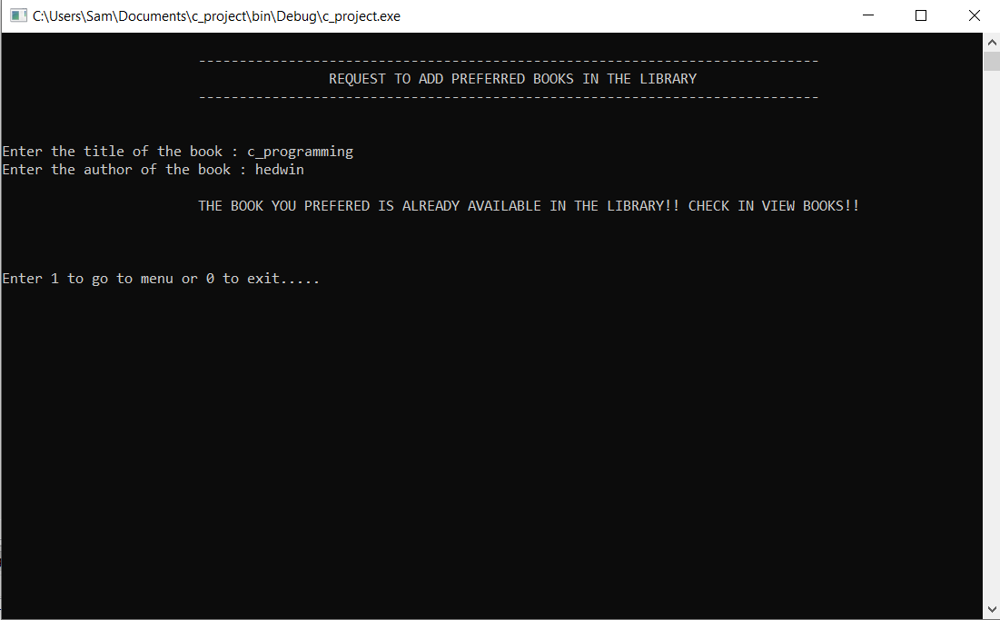 C:\Users\Sam\Documents\c_project\bin\Debug\c_project.exe
----------------------------------------------------------------------------
REQUEST TO ADD PREFERRED BOOKS IN THE LIBRARY
----------------------------------------------------------------------------
Enter the title of the book : c_programming
Enter the author of the book : hedwin
THE BOOK YOU PREFERED IS ALREADY AVAILABLE IN THE LIBRARY!! CHECK IN VIEW BOOKS!!
Enter 1 to go to menu or 0 to exit.....